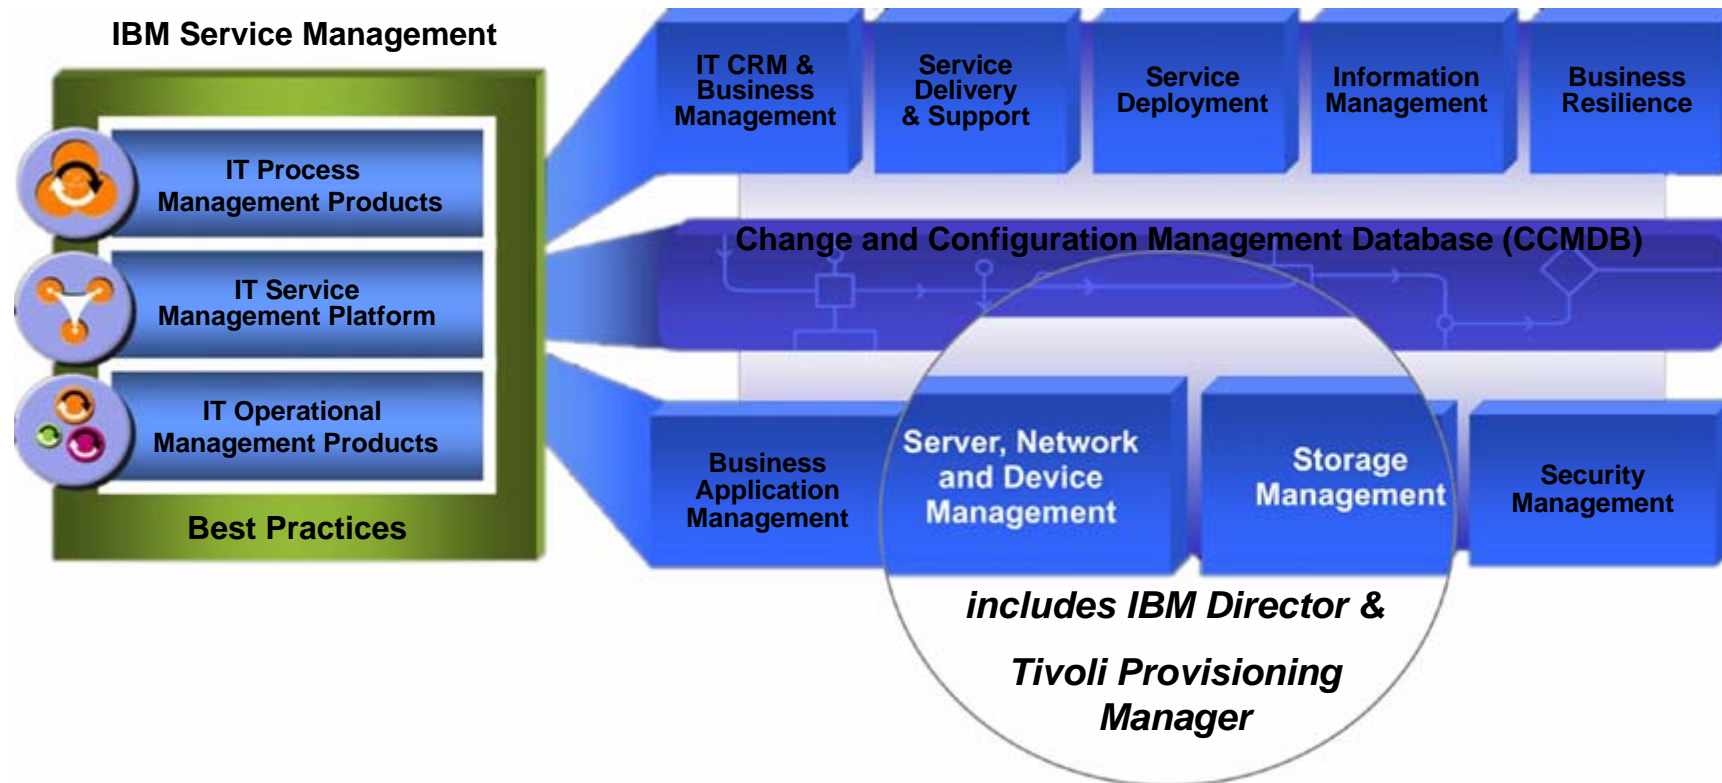 IBM Service Management
IT Process
Management Products
IT Service
Management Platform
IT Operational
Management Products
Best Practices
IT CRM &
Business
Management
Service
Delivery
& Support
Service
Deployment
Information
Management
Business
Resilience
Change and Configuration Management Database (CCMDB)
Business
Application
Management
Server, Network
and Device
Management
Storage
Management
Security
Management
includes IBM Director &
Tivoli Provisioning
Manager